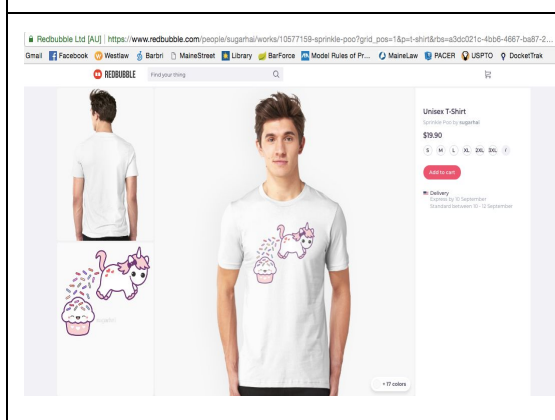 Redbubble Ltd [AU] | https://www.redbubble.com/people/sugarhai/works/10577159-sprinkle-poo?grid_pos=1&p=t-shirt&rbs=a3dc021c-4bb6-4667-ba67-2...
Gmail Facebook Westlaw Barbri MaineStreet Library BarForce Model Rules of Pr... MaineLaw PACER USPTO DocketTrak
REDBUBBLE Find your thing
Unisex T-Shirt
Sprinkle Poo by sugarhai
$19.90
S M L XL 2XL 3XL
Add to cart
Delivery
Express by 10 September
Standard between 10 - 12 September
+ 17 colors